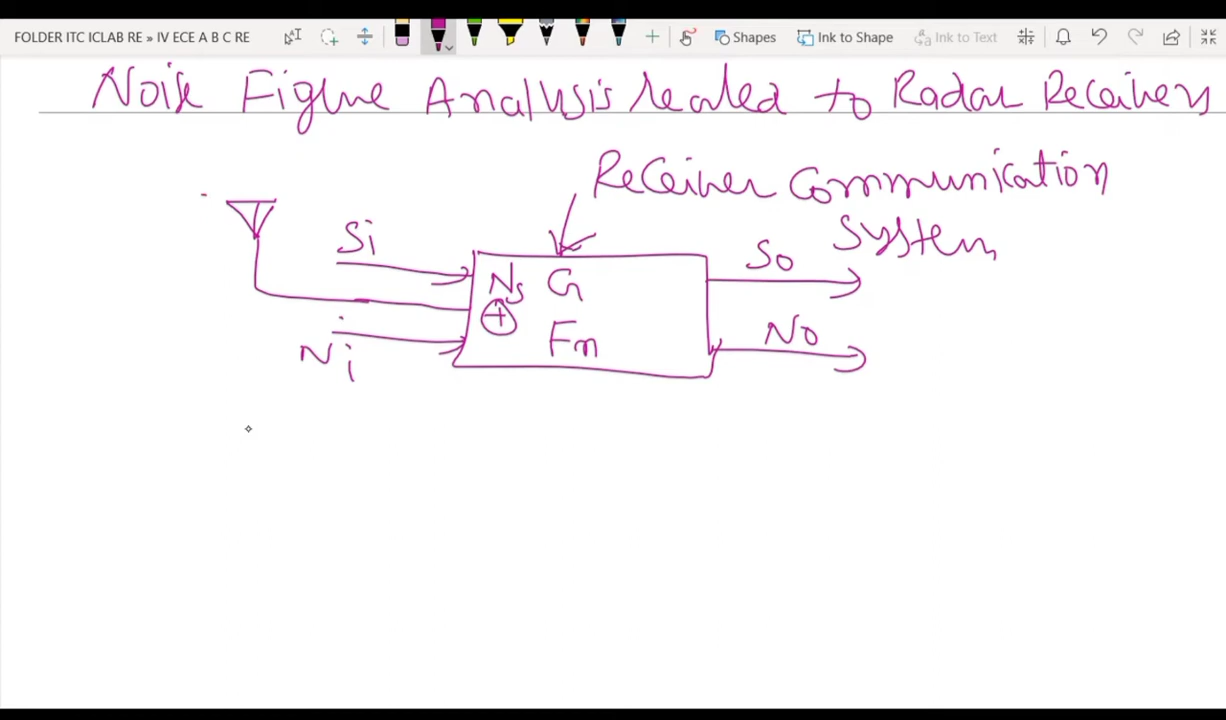 FOLDER ITC ICLAB RE » IV ECE A B C RE
Shapes
Ink to Shape
Ink to Text
Noise Figure Analysis realed to Radar Receivers
Receiver Communication
System
Si
So
Ns G
Fn
Ni
No